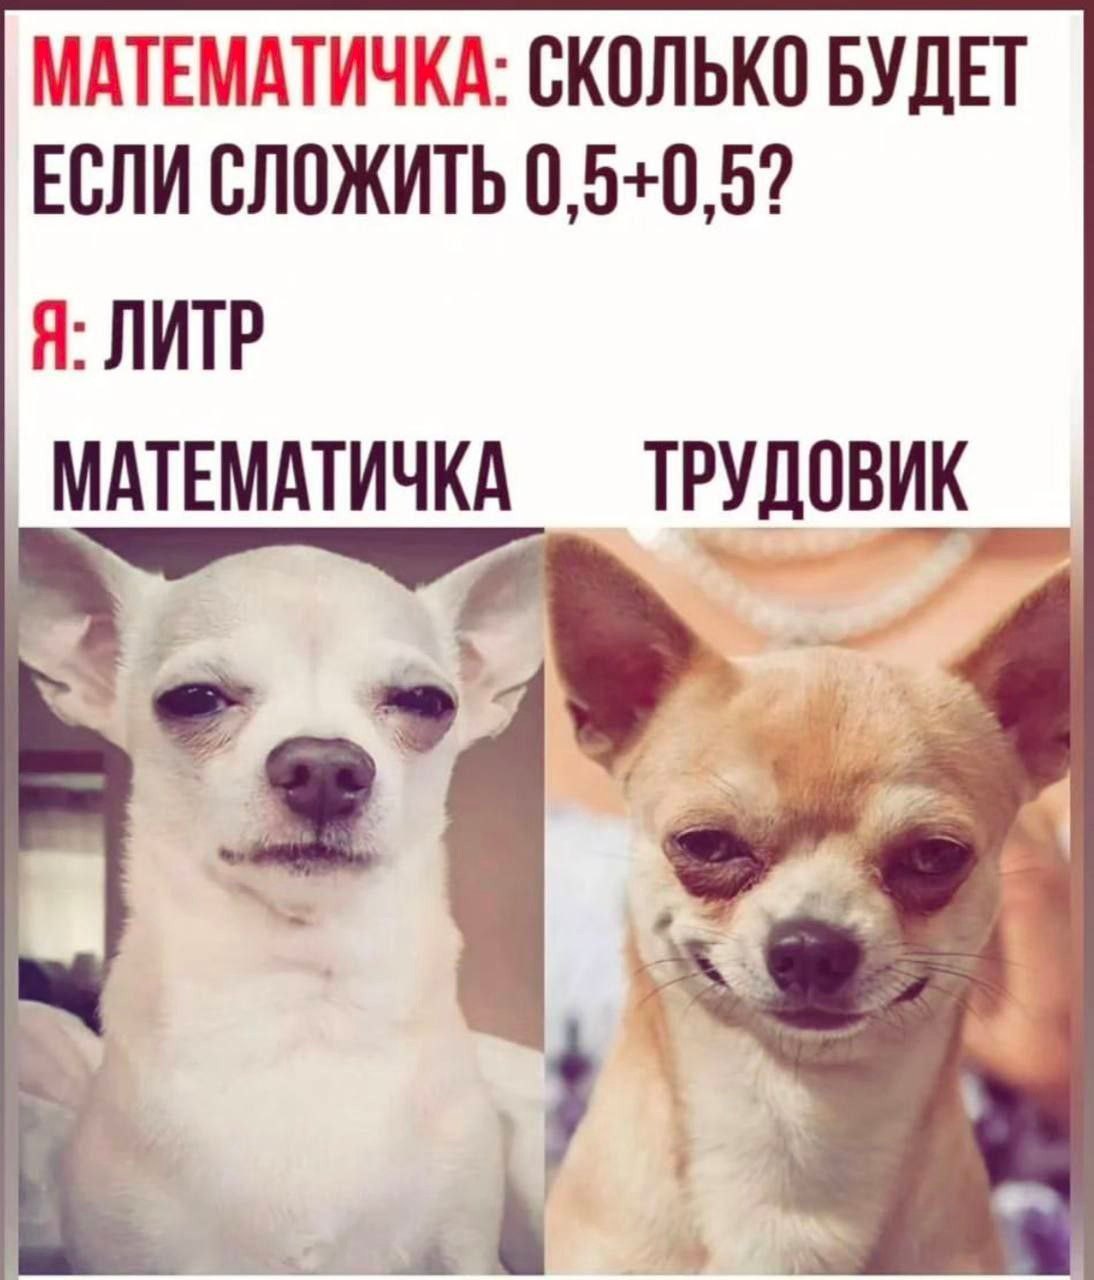 МАТЕМАТИЧКА: СКОЛЬКО БУДЕТ
ЕСЛИ СЛОЖИТЬ 0,5+0,5?
Я: ЛИТР
МАТЕМАТИЧКА ТРУДОВИК